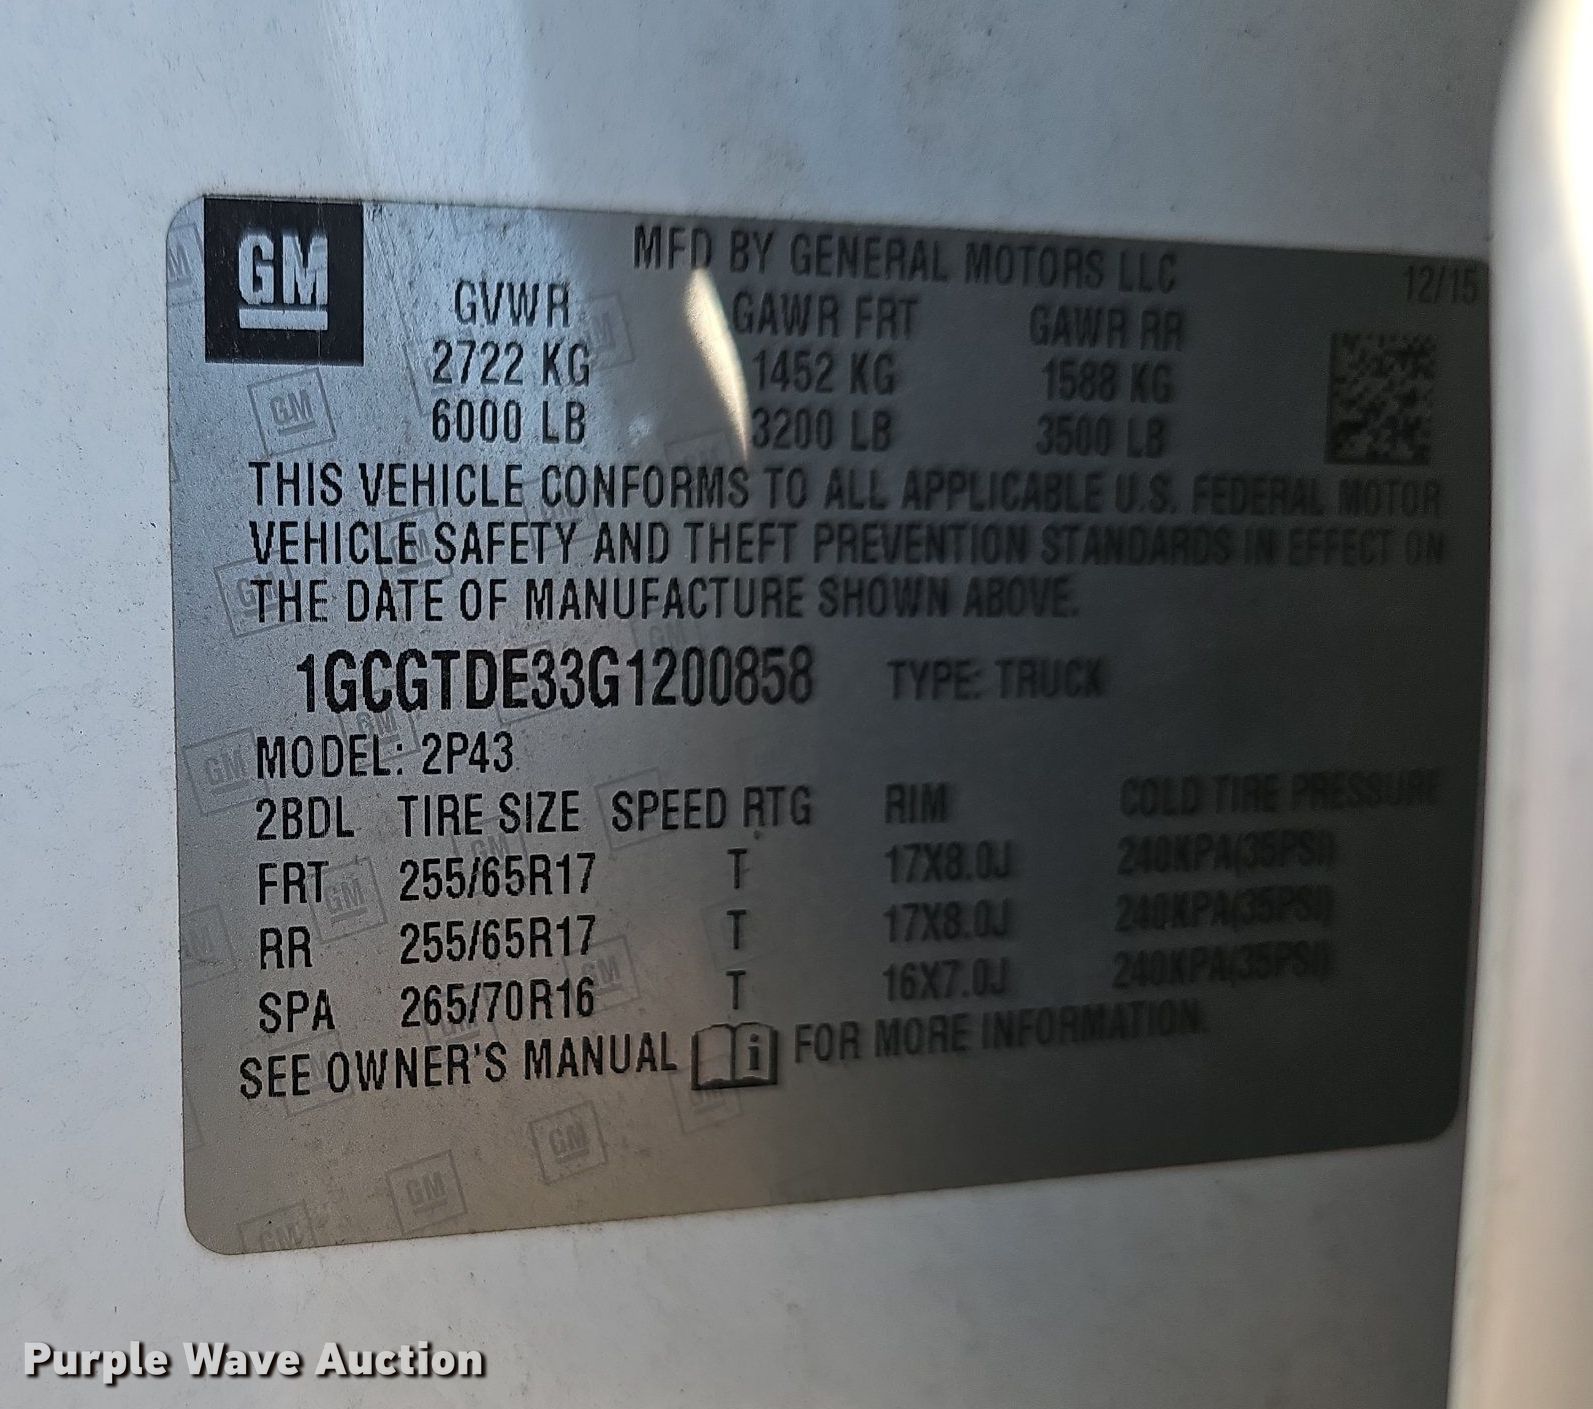 GM
MFD BY GENERAL MOTORS LLC 12/15
GVWR GAWR FRT GAWR RR
2722 KG 1452 KG 1588 KG
6000 LB 3200 LB 3500 LB
THIS VEHICLE CONFORMS TO ALL APPLICABLE U.S. FEDERAL MOTOR
VEHICLE SAFETY AND THEFT PREVENTION STANDARDS IN EFFECT ON
THE DATE OF MANUFACTURE SHOWN ABOVE.
1GCGTDE33G1200858 TYPE: TRUCK
MODEL: 2P43
2BDL TIRE SIZE SPEED RTG RIM COLD TIRE PRESSURE
FRT 255/65R17 T 17X8.0J 240KPA(35PSI)
RR 255/65R17 T 17X8.0J 240KPA(35PSI)
SPA 265/70R16 T 16X7.0J 240KPA(35PSI)
SEE OWNER'S MANUAL i FOR MORE INFORMATION.
Purple Wave Auction